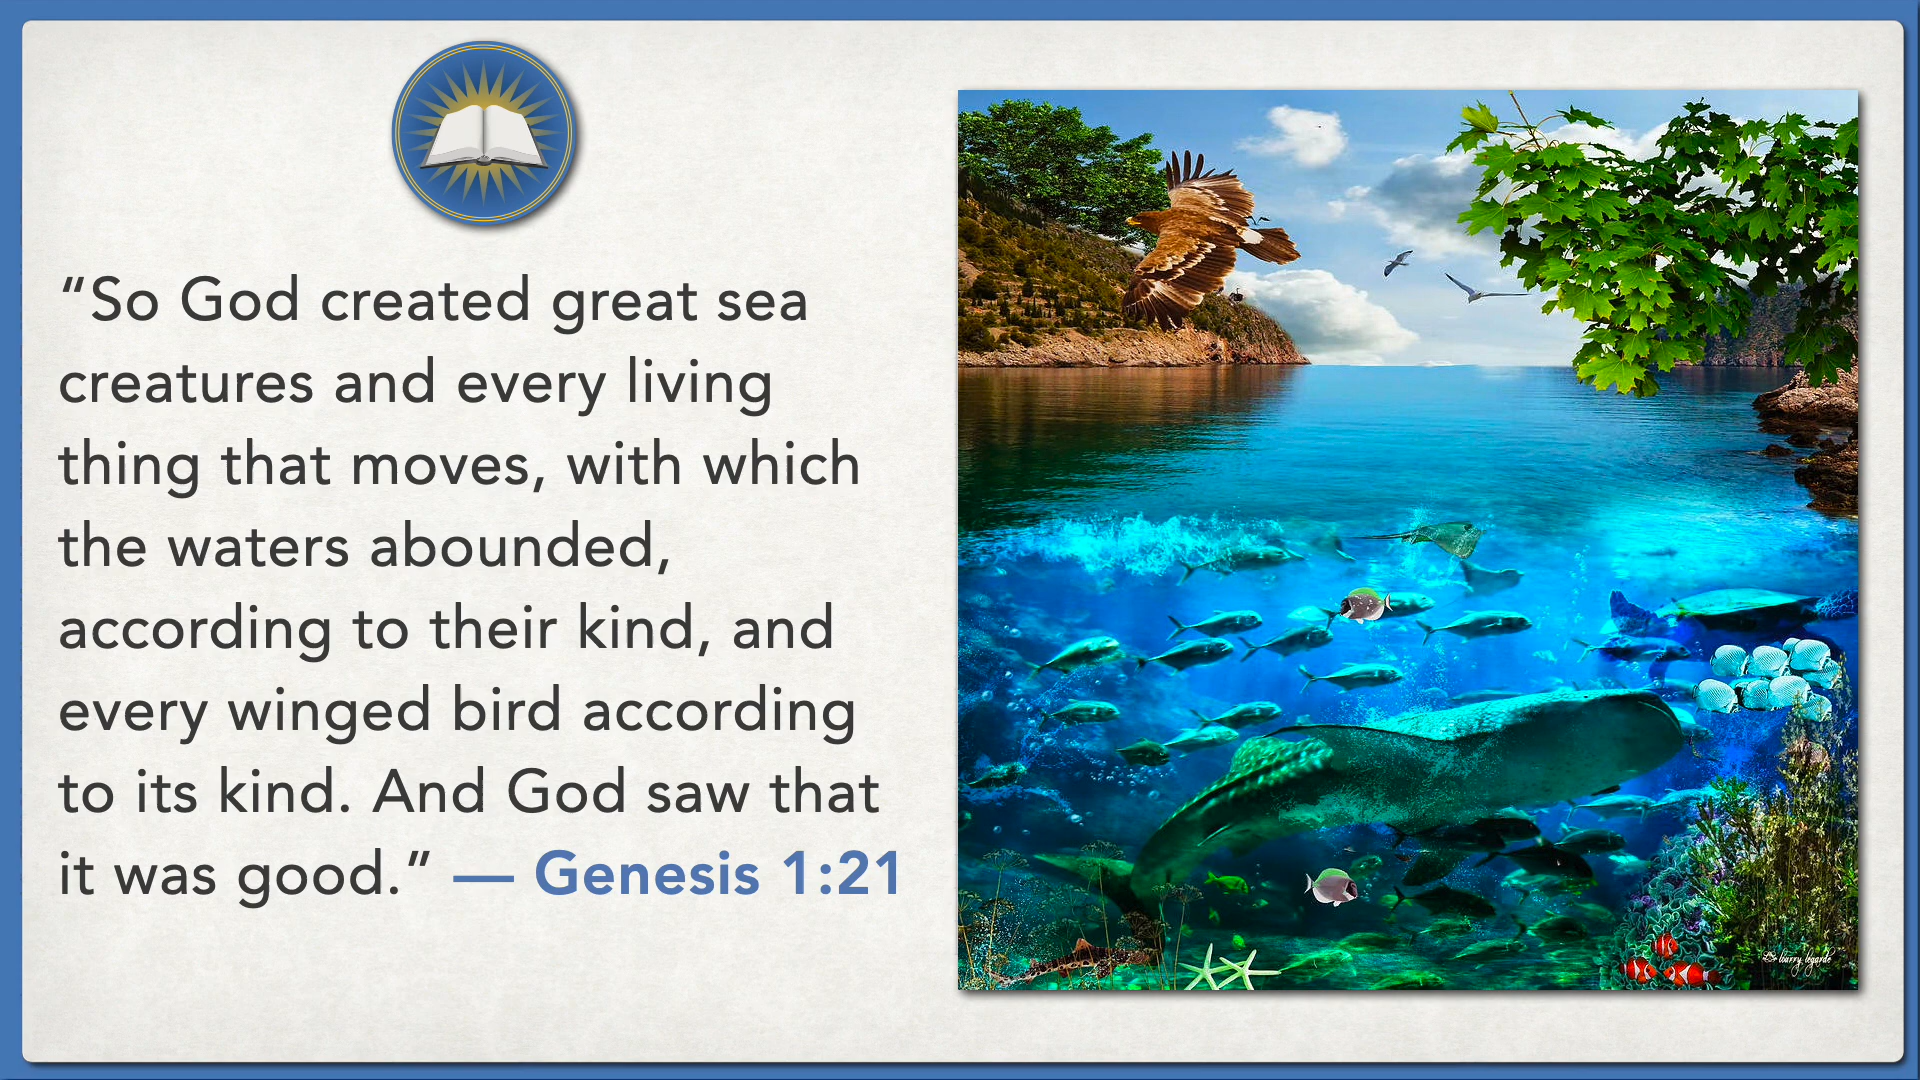 “So God created great sea
creatures and every living
thing that moves, with which
the waters abounded,
according to their kind, and
every winged bird according
to its kind. And God saw that
it was good.” — Genesis 1:21
lourry legarde